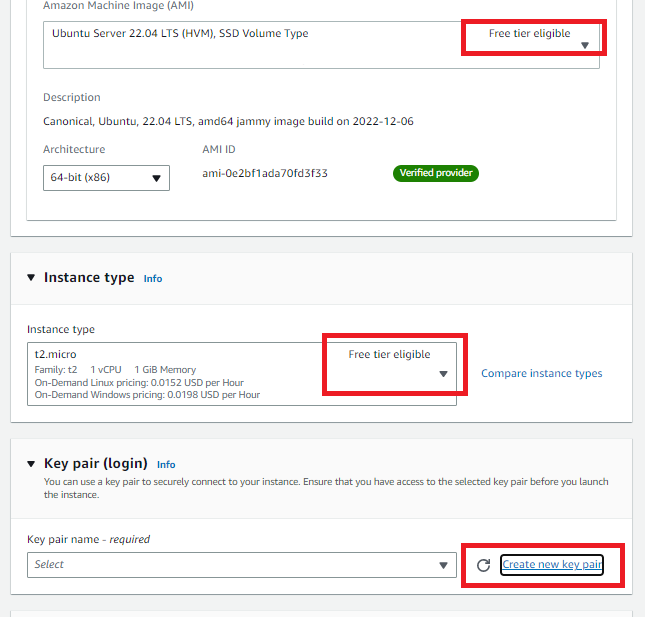 Amazon Machine Image (AMI)
Ubuntu Server 22.04 LTS (HVM), SSD Volume Type
Free tier eligible
Description
Canonical, Ubuntu, 22.04 LTS, amd64 jammy image build on 2022-12-06
Architecture
AMI ID
64-bit (x86)
ami-0e2bf1ada70fd3f33
Verified provider
Instance type Info
Instance type
t2.micro
Free tier eligible
Family: t2 1 vCPU 1 GiB Memory
On-Demand Linux pricing: 0.0152 USD per Hour
On-Demand Windows pricing: 0.0198 USD per Hour
Compare instance types
Key pair (login) Info
You can use a key pair to securely connect to your instance. Ensure that you have access to the selected key pair before you launch
the instance.
Key pair name - required
Select
Create new key pair